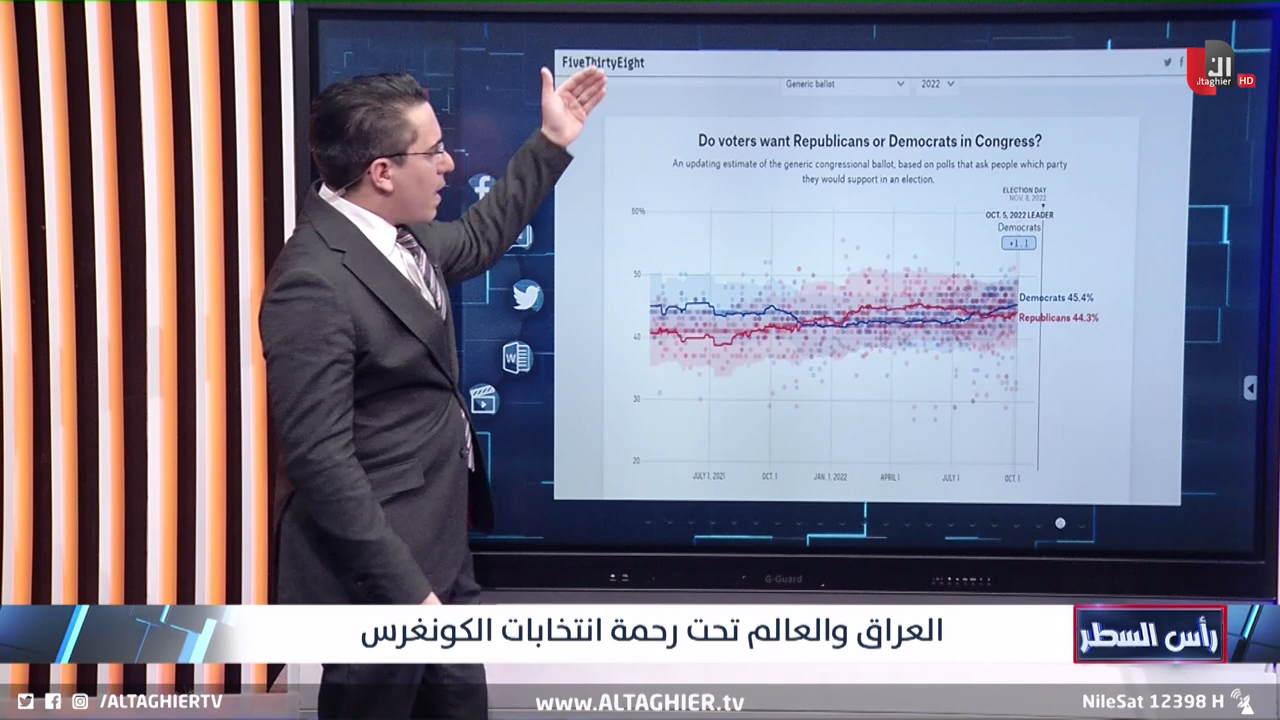 FiveThirtyEight
Generic ballot
2022
ال
ltaghier HD
Do voters want Republicans or Democrats in Congress?
An updating estimate of the generic congressional ballot, based on polls that ask people which party
they would support in an election.
ELECTION DAY
NOV. 8, 2022
OCT. 5, 2022 LEADER
Democrats
+1.1
60%
50
40
30
20
Democrats 45.4%
Republicans 44.3%
JULY 1, 2021
OCT. 1
JAN. 1, 2022
APRIL 1
JULY 1
OCT. 1
W
G-Guard
العراق والعالم تحت رحمة انتخابات الكونغرس
رأس السطر
/ALTAGHIERTV
www.ALTAGHIER.tv
NileSat 12398 H